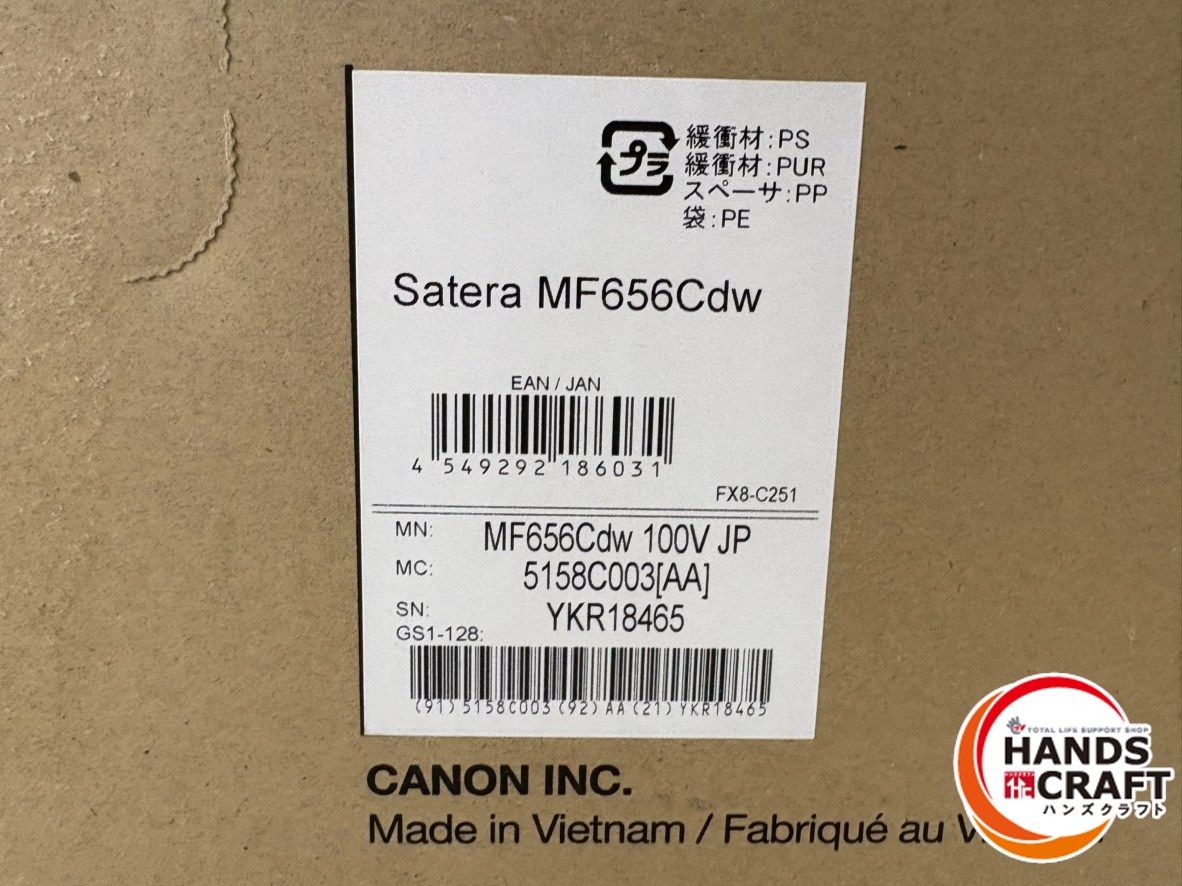 プラ
緩衝材:PS
緩衝材:PUR
スペーサ:PP
袋:PE
Satera MF656Cdw
EAN / JAN
4 549292 186031
FX8-C251
MN: MF656Cdw 100V JP
MC: 5158C003[AA]
SN: YKR18465
GS1-128:
(91)5158C003(92)AA(21)YKR18465
CANON INC.
Made in Vietnam / Fabriqué au
TOTAL LIFE SUPPORT SHOP
HANDS
CRAFT
ハンズクラフト